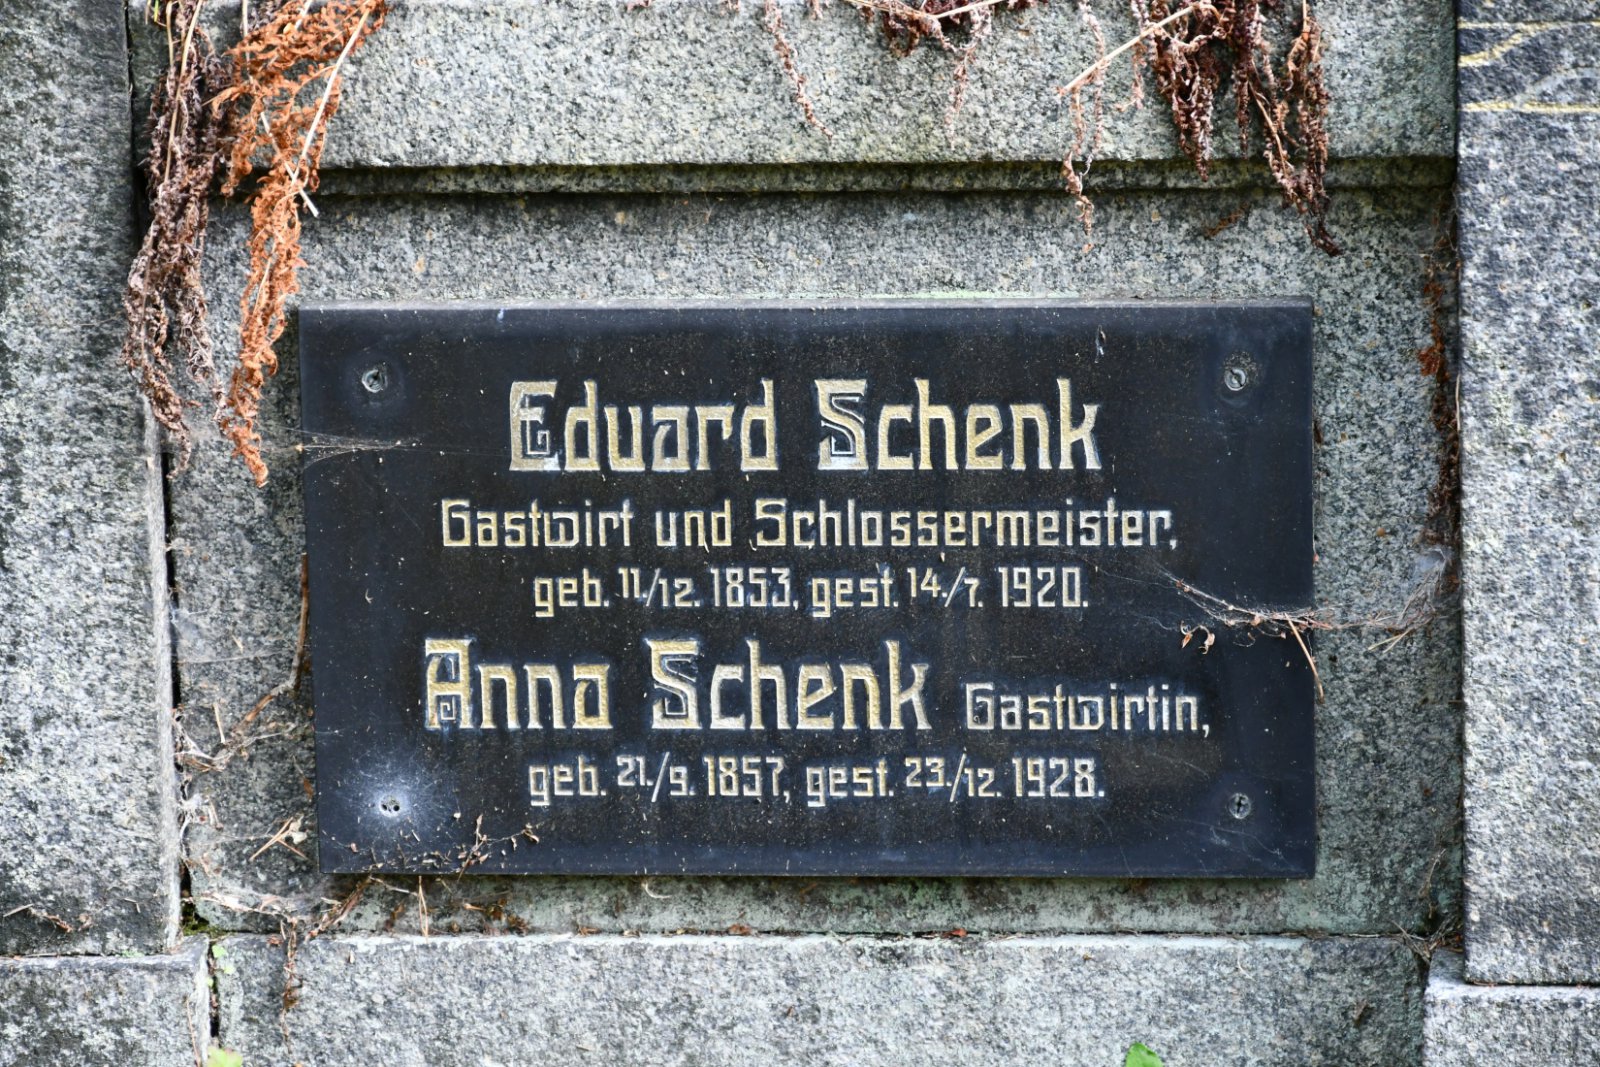 Eduard Schenk
Gastwirt und Schlossermeister,
geb. 11./12. 1853, gest. 14./7. 1920.
Anna Schenk Gastwirtin,
geb. 21./9. 1857, gest. 23./12. 1928.